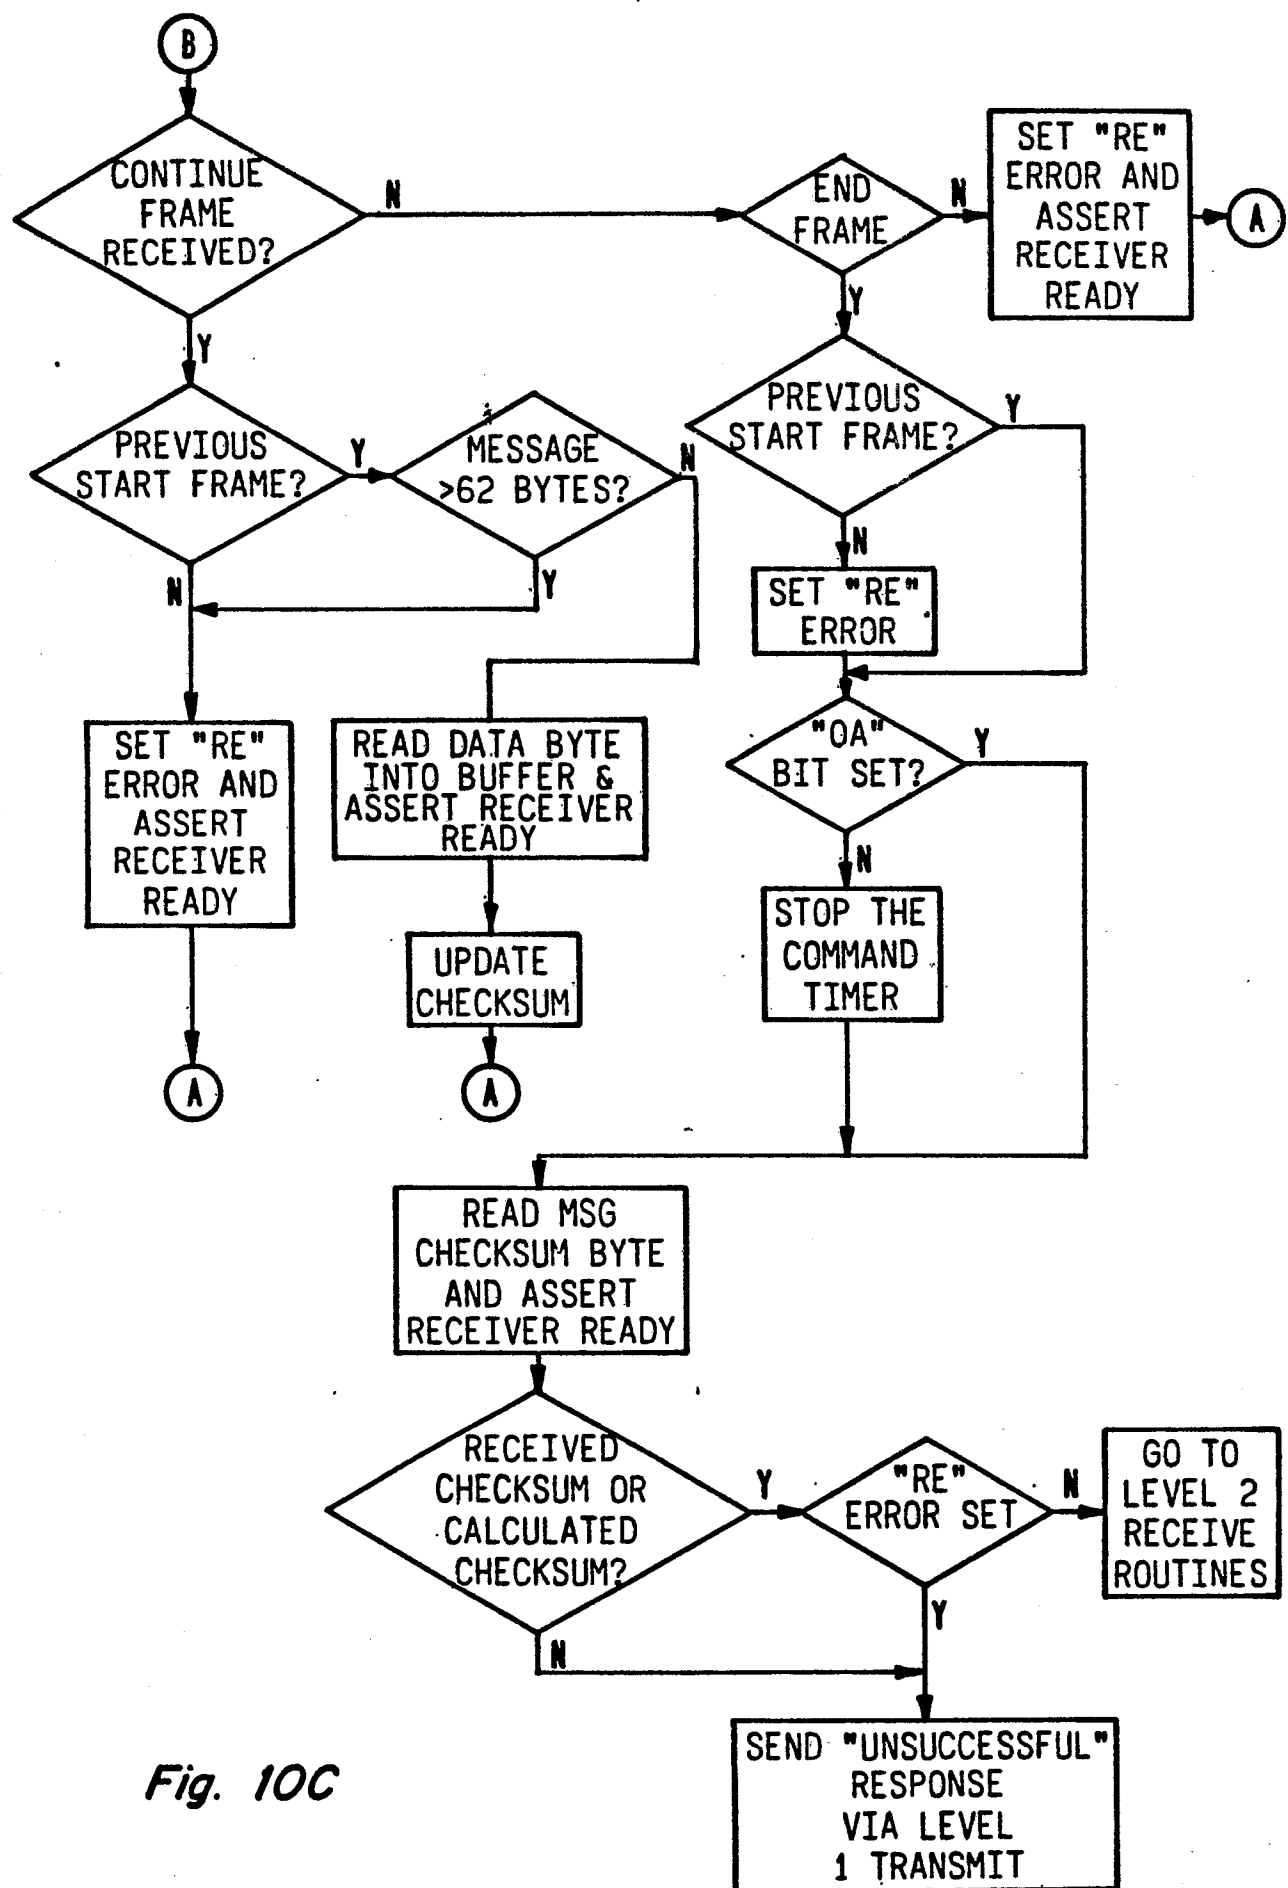 B
CONTINUE
FRAME
RECEIVED?
N
Y
END
FRAME
N
Y
SET "RE"
ERROR AND
ASSERT
RECEIVER
READY
A
PREVIOUS
START FRAME?
Y
N
MESSAGE
>62 BYTES?
N
Y
PREVIOUS
START FRAME?
Y
N
SET "RE"
ERROR
SET "RE"
ERROR AND
ASSERT
RECEIVER
READY
A
READ DATA BYTE
INTO BUFFER &
ASSERT RECEIVER
READY
UPDATE
CHECKSUM
A
"OA"
BIT SET?
Y
N
STOP THE
COMMAND
TIMER
READ MSG
CHECKSUM BYTE
AND ASSERT
RECEIVER READY
RECEIVED
CHECKSUM OR
CALCULATED
CHECKSUM?
Y
N
"RE"
ERROR SET
N
Y
GO TO
LEVEL 2
RECEIVE
ROUTINES
SEND "UNSUCCESSFUL"
RESPONSE
VIA LEVEL
1 TRANSMIT
Fig. 10C